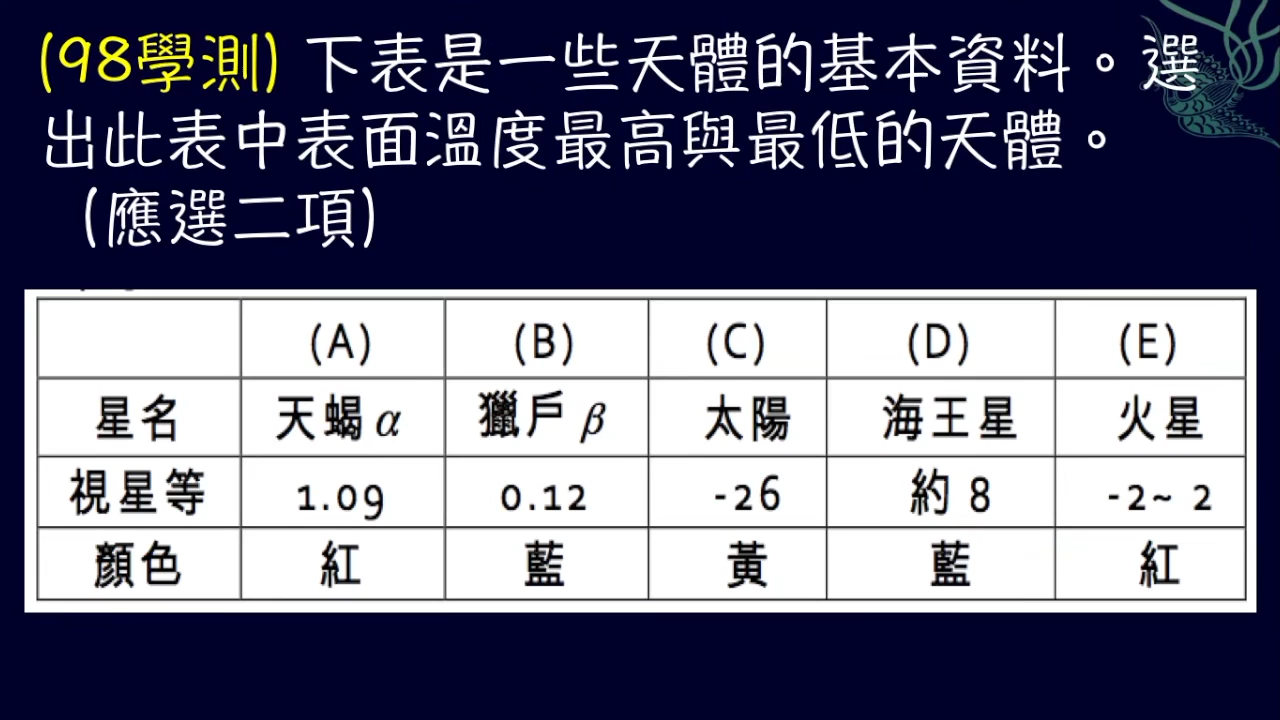 (98學測) 下表是一些天體的基本資料。選
出此表中表面溫度最高與最低的天體。
(應選二項)
(A) (B) (C) (D) (E)
星名 天蠍α 獵戶β 太陽 海王星 火星
視星等 1.09 0.12 -26 約 8 -2~ 2
顏色 紅 藍 黃 藍 紅